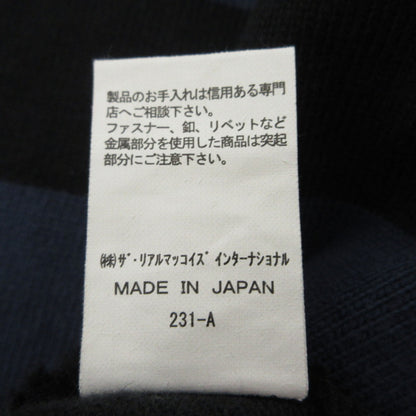 製品のお手入れは信用ある専門
店へご相談下さい。
ファスナー、釦、リベットなど
金属部分を使用した商品は突起
部分にご注意下さい。
㈱ｻﾞ･リアルマッコイズﾞインターナショナル
MADE IN JAPAN
231-A